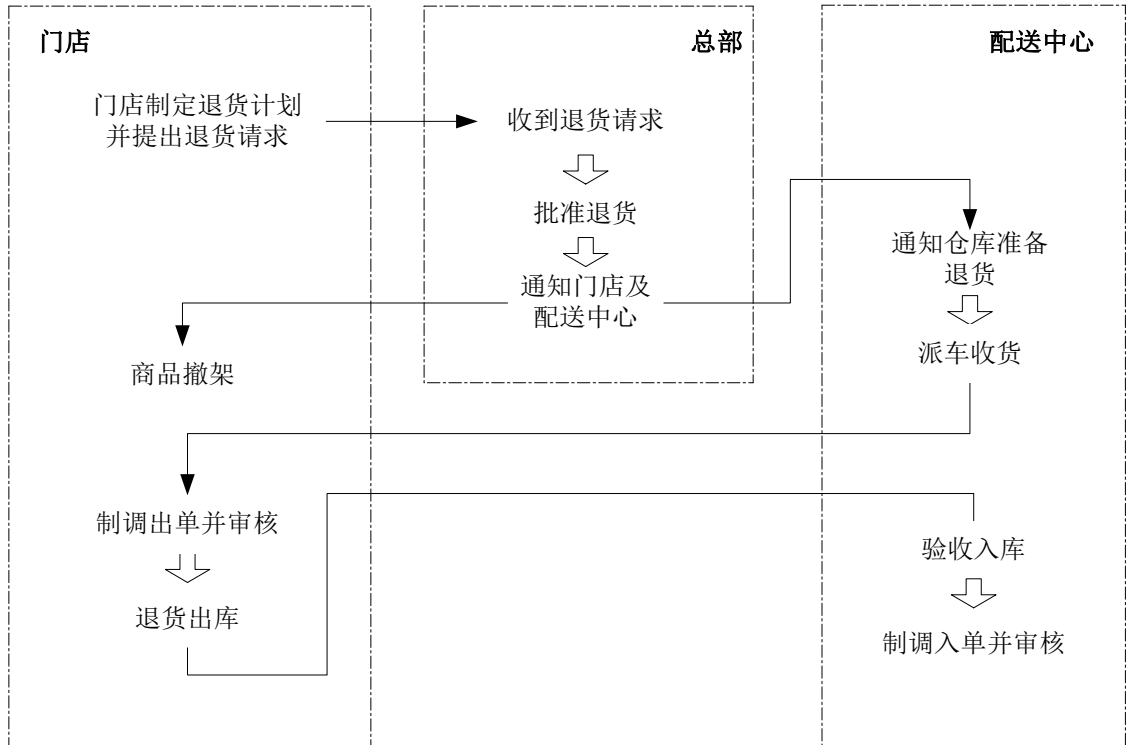 门店
总部
配送中心
门店制定退货计划
并提出退货请求
收到退货请求
批准退货
通知门店及
配送中心
通知仓库准备
退货
派车收货
商品撤架
制调出单并审核
退货出库
验收入库
制调入单并审核